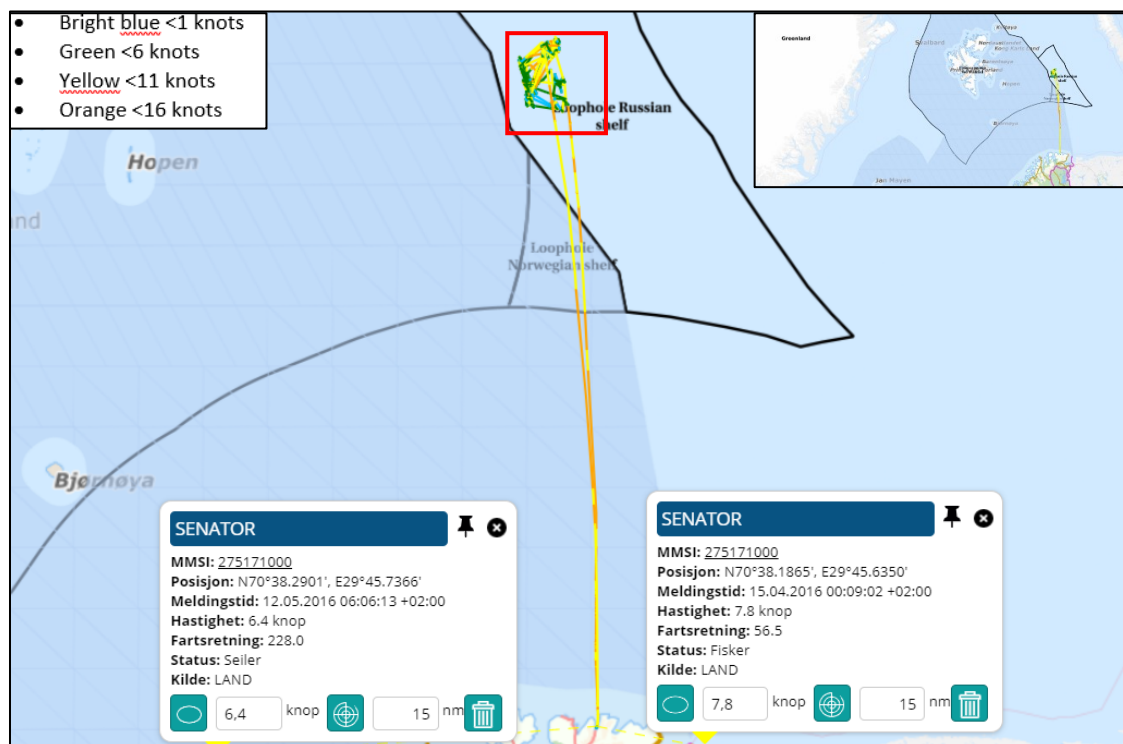 Bright blue <1 knots
Green <6 knots
Yellow <11 knots
Orange <16 knots
Greenland
Svalbard
Hopen
Bjørnøya
Jan Mayen
Loophole Russian
shelf
Hopen
nd
Loophole
Norwegian shelf
Bjørnøya
SENATOR
MMSI: 275171000
Posisjon: N70°38.2901', E29°45.7366'
Meldingstid: 12.05.2016 06:06:13 +02:00
Hastighet: 6.4 knop
Fartsretning: 228.0
Status: Seiler
Kilde: LAND
6,4 knop 15 nm
SENATOR
MMSI: 275171000
Posisjon: N70°38.1865', E29°45.6350'
Meldingstid: 15.04.2016 00:09:02 +02:00
Hastighet: 7.8 knop
Fartsretning: 56.5
Status: Fisker
Kilde: LAND
7,8 knop 15 nm